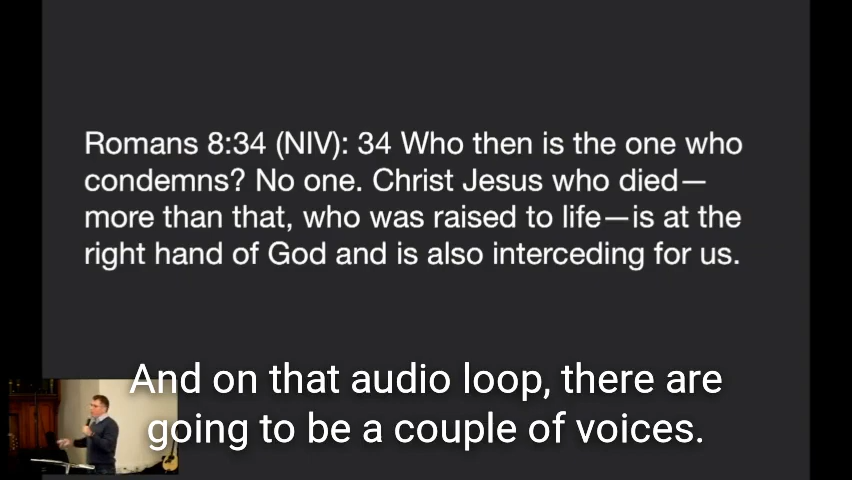 Romans 8:34 (NIV): 34 Who then is the one who
condemns? No one. Christ Jesus who died—
more than that, who was raised to life—is at the
right hand of God and is also interceding for us.
And on that audio loop, there are
going to be a couple of voices.